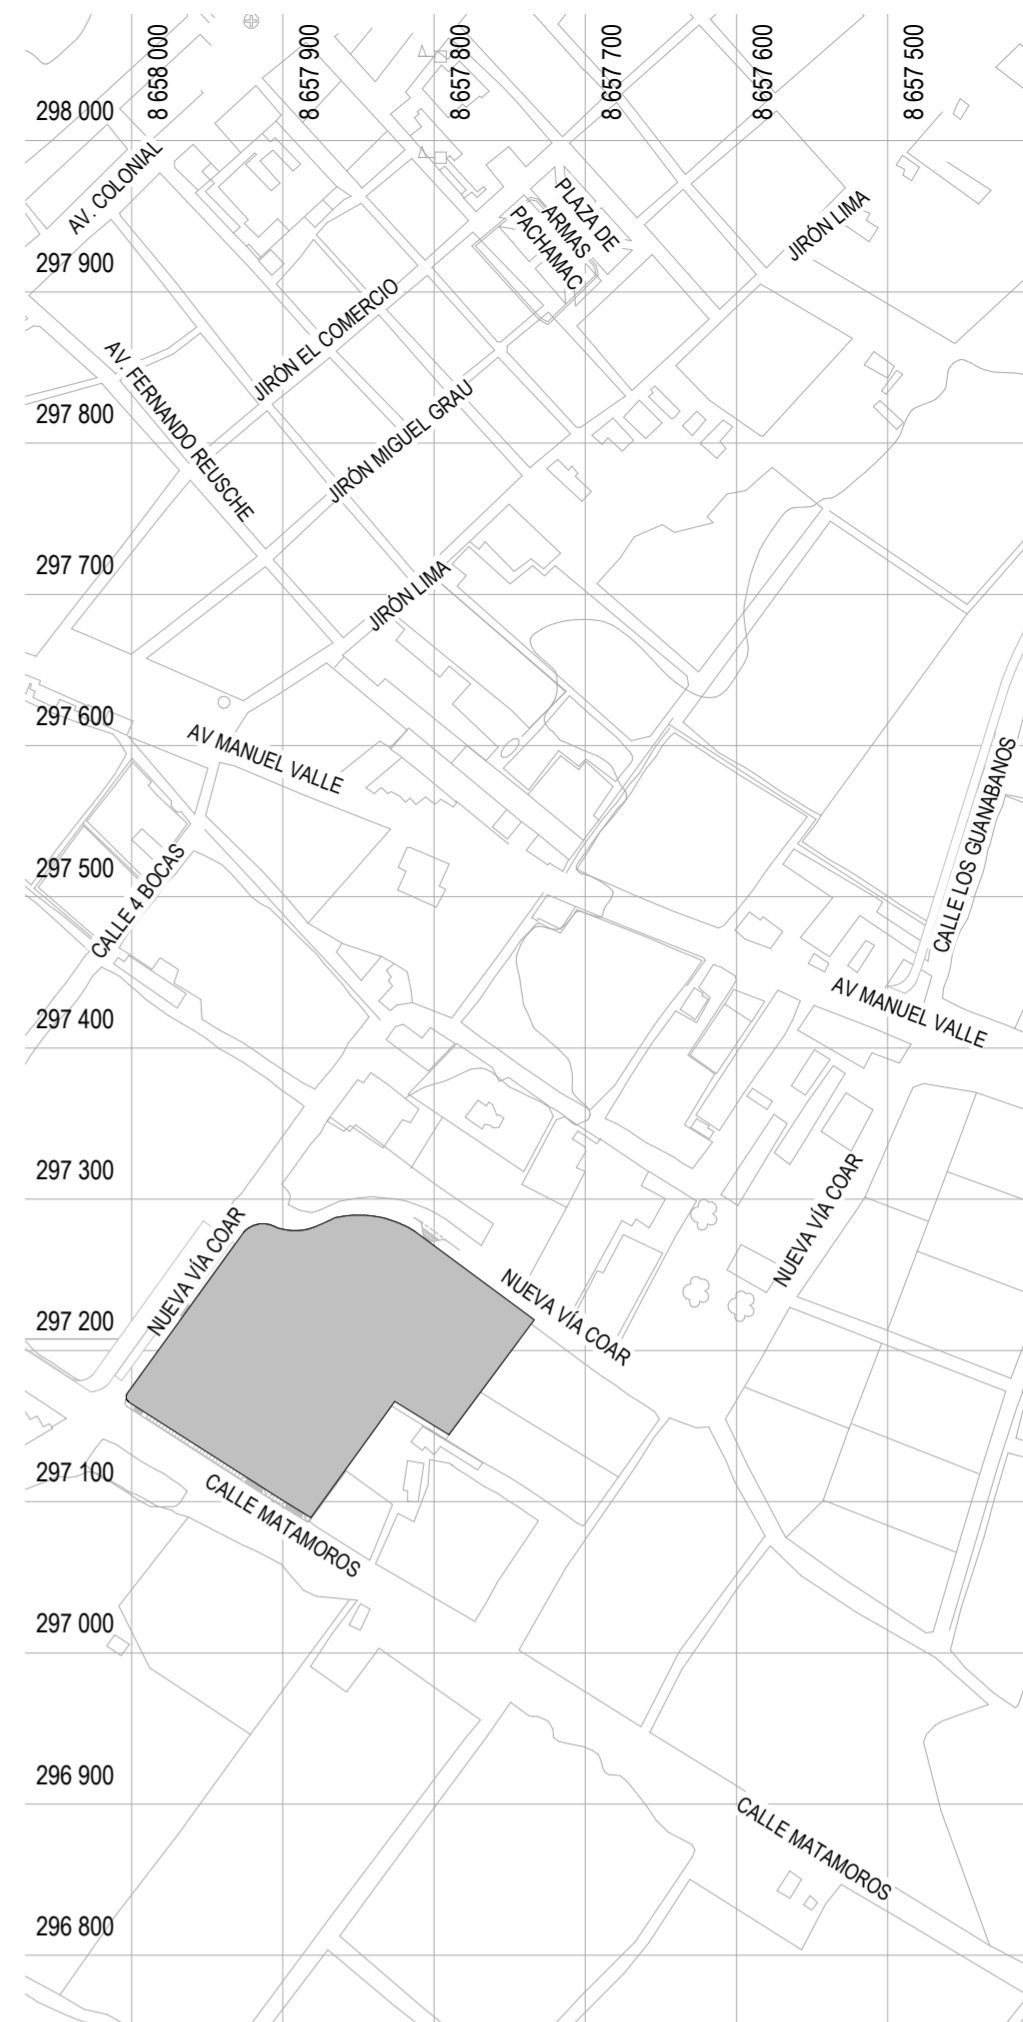 8 658 000
8 657 900
8 657 800
8 657 700
8 657 600
8 657 500
298 000
AV. COLONIAL
PLAZA DE
ARMAS
PACHAMAC
JIRÓN LIMA
297 900
JIRÓN EL COMERCIO
AV. FERNANDO REUSCHE
JIRÓN MIGUEL GRAU
297 800
297 700
JIRÓN LIMA
297 600
AV MANUEL VALLE
CALLE LOS GUANABANOS
297 500
CALLE 4 BOCAS
AV MANUEL VALLE
297 400
297 300
NUEVA VÍA COAR
NUEVA VÍA COAR
NUEVA VÍA COAR
297 200
297 100
CALLE MATAMOROS
297 000
296 900
CALLE MATAMOROS
296 800